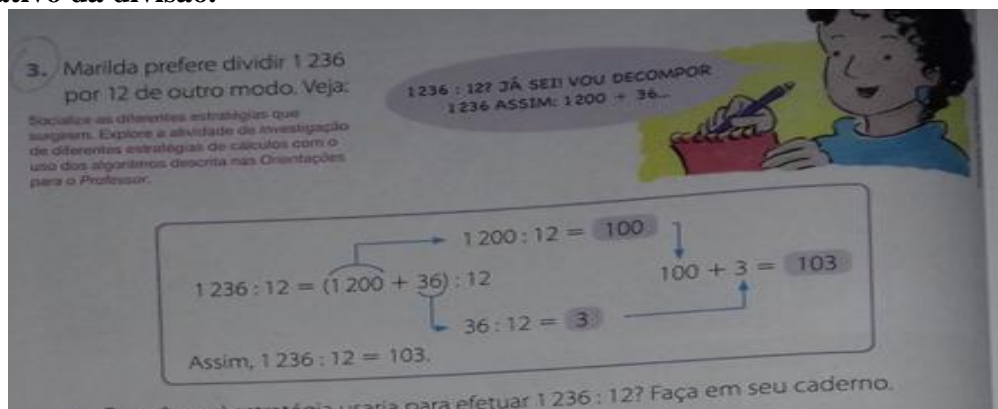 da divisão.
3. Marilda prefere dividir 1 236
por 12 de outro modo. Veja:
Socialize as diferentes estratégias que
surgirem. Explore a atividade de investigação
de diferentes estratégias de cálculos com o
uso dos algoritmos descrita nas Orientações
para o Professor.
1 236 : 12? JÁ SEI! VOU DECOMPOR
1 236 ASSIM: 1 200 + 36...
1 200 : 12 = 100
1 236 : 12 = (1 200 + 36) : 12
100 + 3 = 103
36 : 12 = 3
Assim, 1 236 : 12 = 103.
estratégia usaria para efetuar 1 236 : 12? Faça em seu caderno.